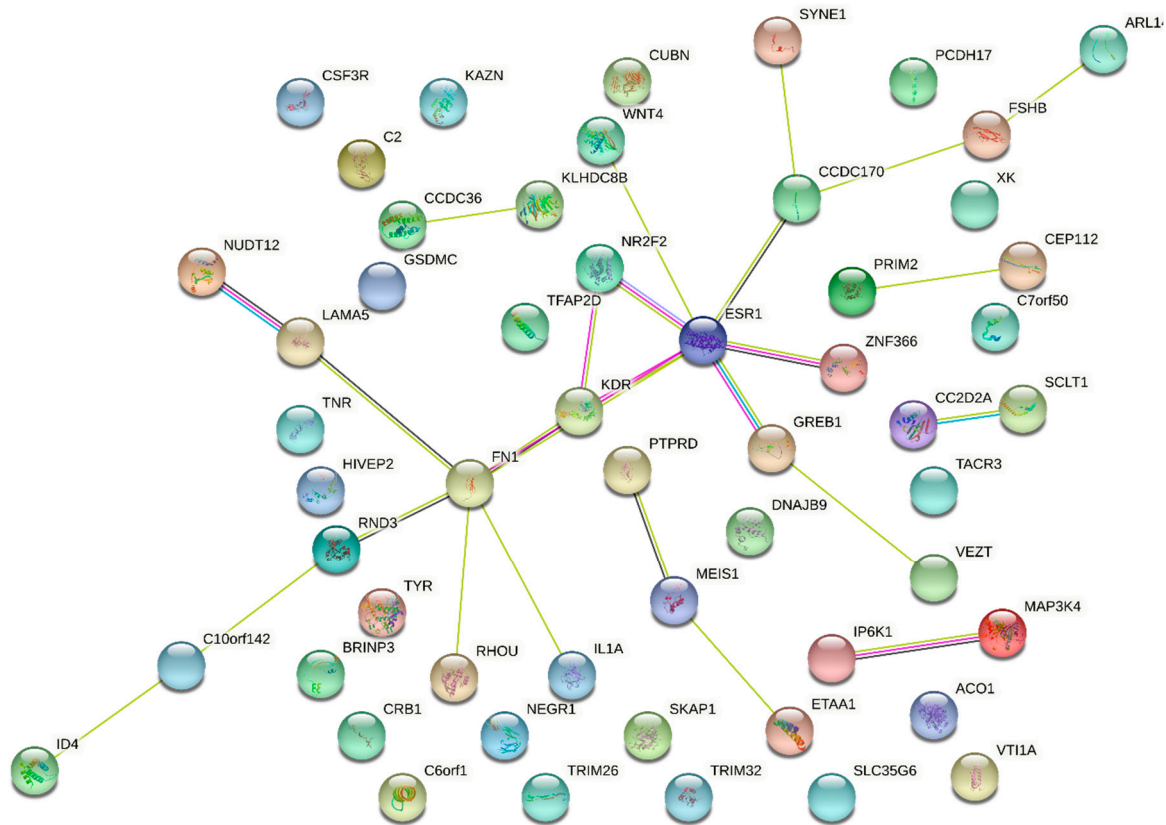 SYNE1
ARL14
CUBN
PCDH17
CSF3R
KAZN
WNT4
FSHB
C2
CCDC170
KLHDC8B
XK
CCDC36
NUDT12
NR2F2
CEP112
GSDMC
PRIM2
C7orf50
TFAP2D
LAMA5
ESR1
ZNF366
KDR
SCLT1
CC2D2A
TNR
GREB1
PTPRD
FN1
HIVEP2
TACR3
DNAJB9
RND3
VEZT
MEIS1
TYR
MAP3K4
IP6K1
C10orf142
BRINP3
RHOU
IL1A
ACO1
CRB1
NEGR1
SKAP1
ETAA1
ID4
VTI1A
C6orf1
TRIM26
TRIM32
SLC35G6